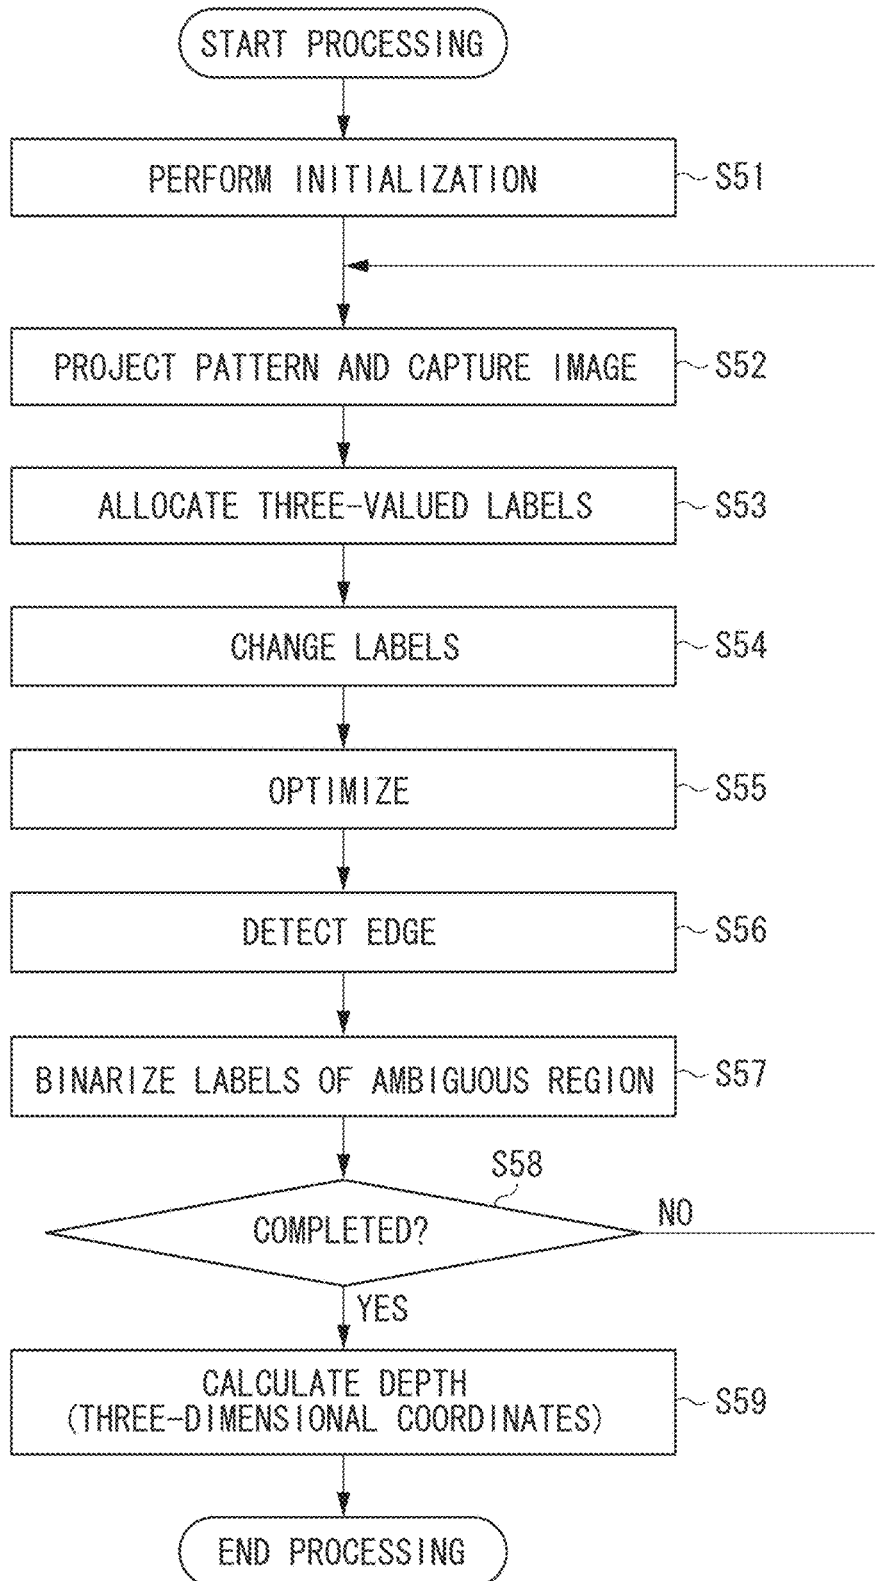 START PROCESSING
PERFORM INITIALIZATION
S51
PROJECT PATTERN AND CAPTURE IMAGE
S52
ALLOCATE THREE-VALUED LABELS
S53
CHANGE LABELS
S54
OPTIMIZE
S55
DETECT EDGE
S56
BINARIZE LABELS OF AMBIGUOUS REGION
S57
S58
COMPLETED?
NO
YES
CALCULATE DEPTH
(THREE-DIMENSIONAL COORDINATES)
S59
END PROCESSING